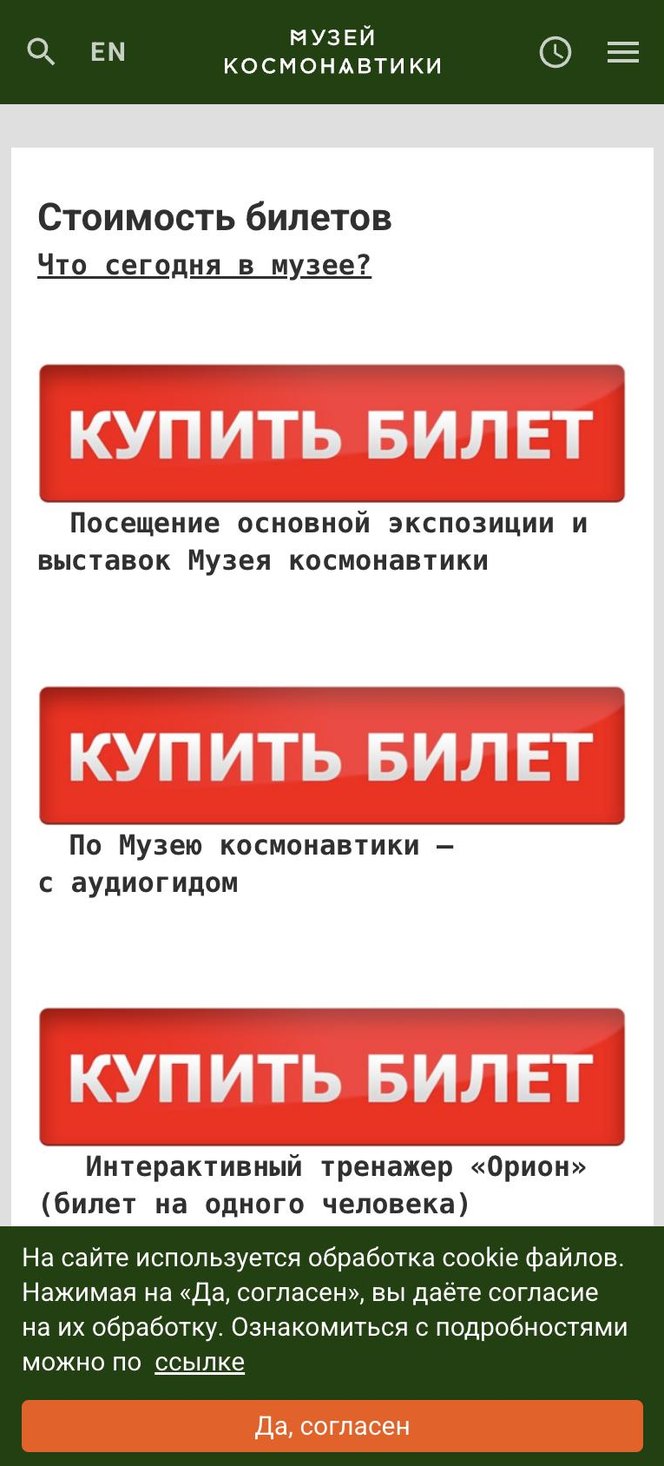 EN
МУЗЕЙ
КОСМОНАВТИКИ
Стоимость билетов
Что сегодня в музее?
КУПИТЬ БИЛЕТ
Посещение основной экспозиции и
выставок Музея космонавтики
КУПИТЬ БИЛЕТ
По Музею космонавтики –
с аудиогидом
КУПИТЬ БИЛЕТ
Интерактивный тренажер «Орион»
(билет на одного человека)
На сайте используется обработка cookie файлов.
Нажимая на «Да, согласен», вы даёте согласие
на их обработку. Ознакомиться с подробностями
можно по ссылке
Да, согласен